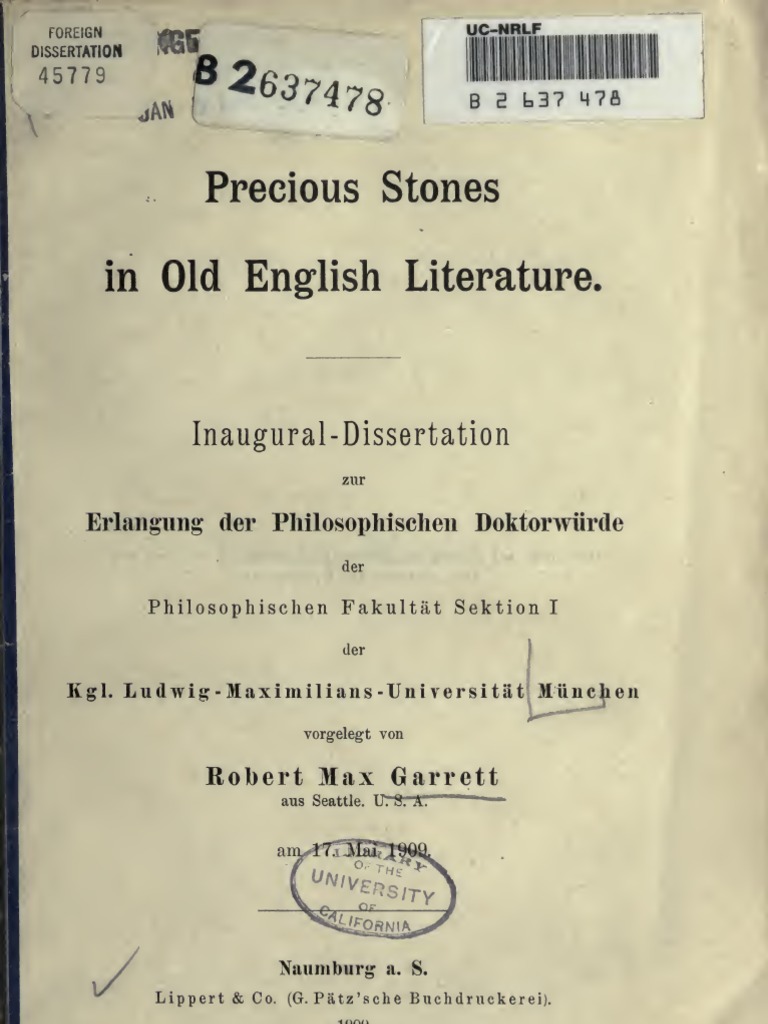 FOREIGN
DISSERTATION
45779
JAN
B 2637478
UC-NRLF
B 2 637 478
Precious Stones
in Old English Literature.
Inaugural-Dissertation
zur
Erlangung der Philosophischen Doktorwürde
der
Philosophischen Fakultät Sektion I
der
Kgl. Ludwig-Maximilians-Universität München
vorgelegt von
Robert Max Garrett
aus Seattle. U. S. A.
am 17. Mai 1909.
LIBRARY
OF THE
UNIVERSITY
OF
CALIFORNIA
Naumburg a. S.
Lippert & Co. (G. Pätz'sche Buchdruckerei).